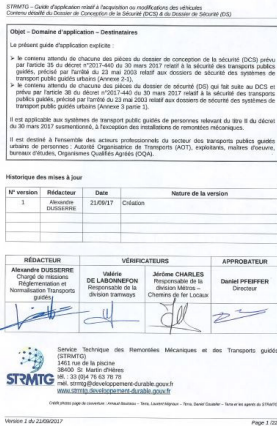 STRMTG – Guide d'application relatif à l'acquisition ou modifications des véhicules
Contenu détaillé du Dossier de Conception de la Sécurité (DCS) & du Dossier de Sécurité (DS)
Objet – Domaine d'application – Destinataires
Le présent guide d'application explicite :
➤ le contenu attendu de chacune des pièces du dossier de conception de la sécurité (DCS) prévu
par l'article 35 du décret n°2017-440 du 30 mars 2017 relatif à la sécurité des transports publics
guidés, précisé par l'arrêté du 23 mai 2003 relatif aux dossiers de sécurité des systèmes de
transport public guidés urbains (Annexe 2-1),
➤ le contenu attendu de chacune des pièces du dossier de sécurité (DS) qui fait suite au DCS et
prévu par l'article 38 du décret n°2017-440 du 30 mars 2017 relatif à la sécurité des transports
publics guidés, précisé par l'arrêté du 23 mai 2003 relatif aux dossiers de sécurité des systèmes de
transport public guidés urbains (Annexe 3 partie 1).
Il est applicable aux systèmes de transport publics guidés de personnes relevant du titre II du décret
du 30 mars 2017 susmentionné, à l'exception des installations de remontées mécaniques.
Il est destiné à l'ensemble des acteurs professionnels du secteur des transports publics guidés
urbains de personnes : Autorité Organisatrice de Transports (AOT), exploitants, maîtres d'oeuvre,
bureaux d'études, Organismes Qualifiés Agréés (OQA).
Historique des mises à jour
N° version Rédacteur Date Nature de la version
1 Alexandre DUSSERRE 21/09/17 Création
RÉDACTEUR VÉRIFICATEURS APPROBATEUR
Alexandre DUSSERRE
Chargé de missions
Réglementation et
Normalisation Transports
guidés
Valérie
DE LABONNEFON
Responsable de la
division tramways
Jérôme CHARLES
Responsable de la
division Métros –
Chemins de fer Locaux
Daniel PFEIFFER
Directeur
STRMTG
Service Technique des Remontées Mécaniques et des Transports guidés
(STRMTG)
1461 rue de la piscine
38400 St Martin d'Hères
tél. : 33 (0)4 76 63 78 78
mél. strmtg@developpement-durable.gouv.fr
www.strmtg.developpement-durable.gouv.fr
Version 1 du 21/09/2017